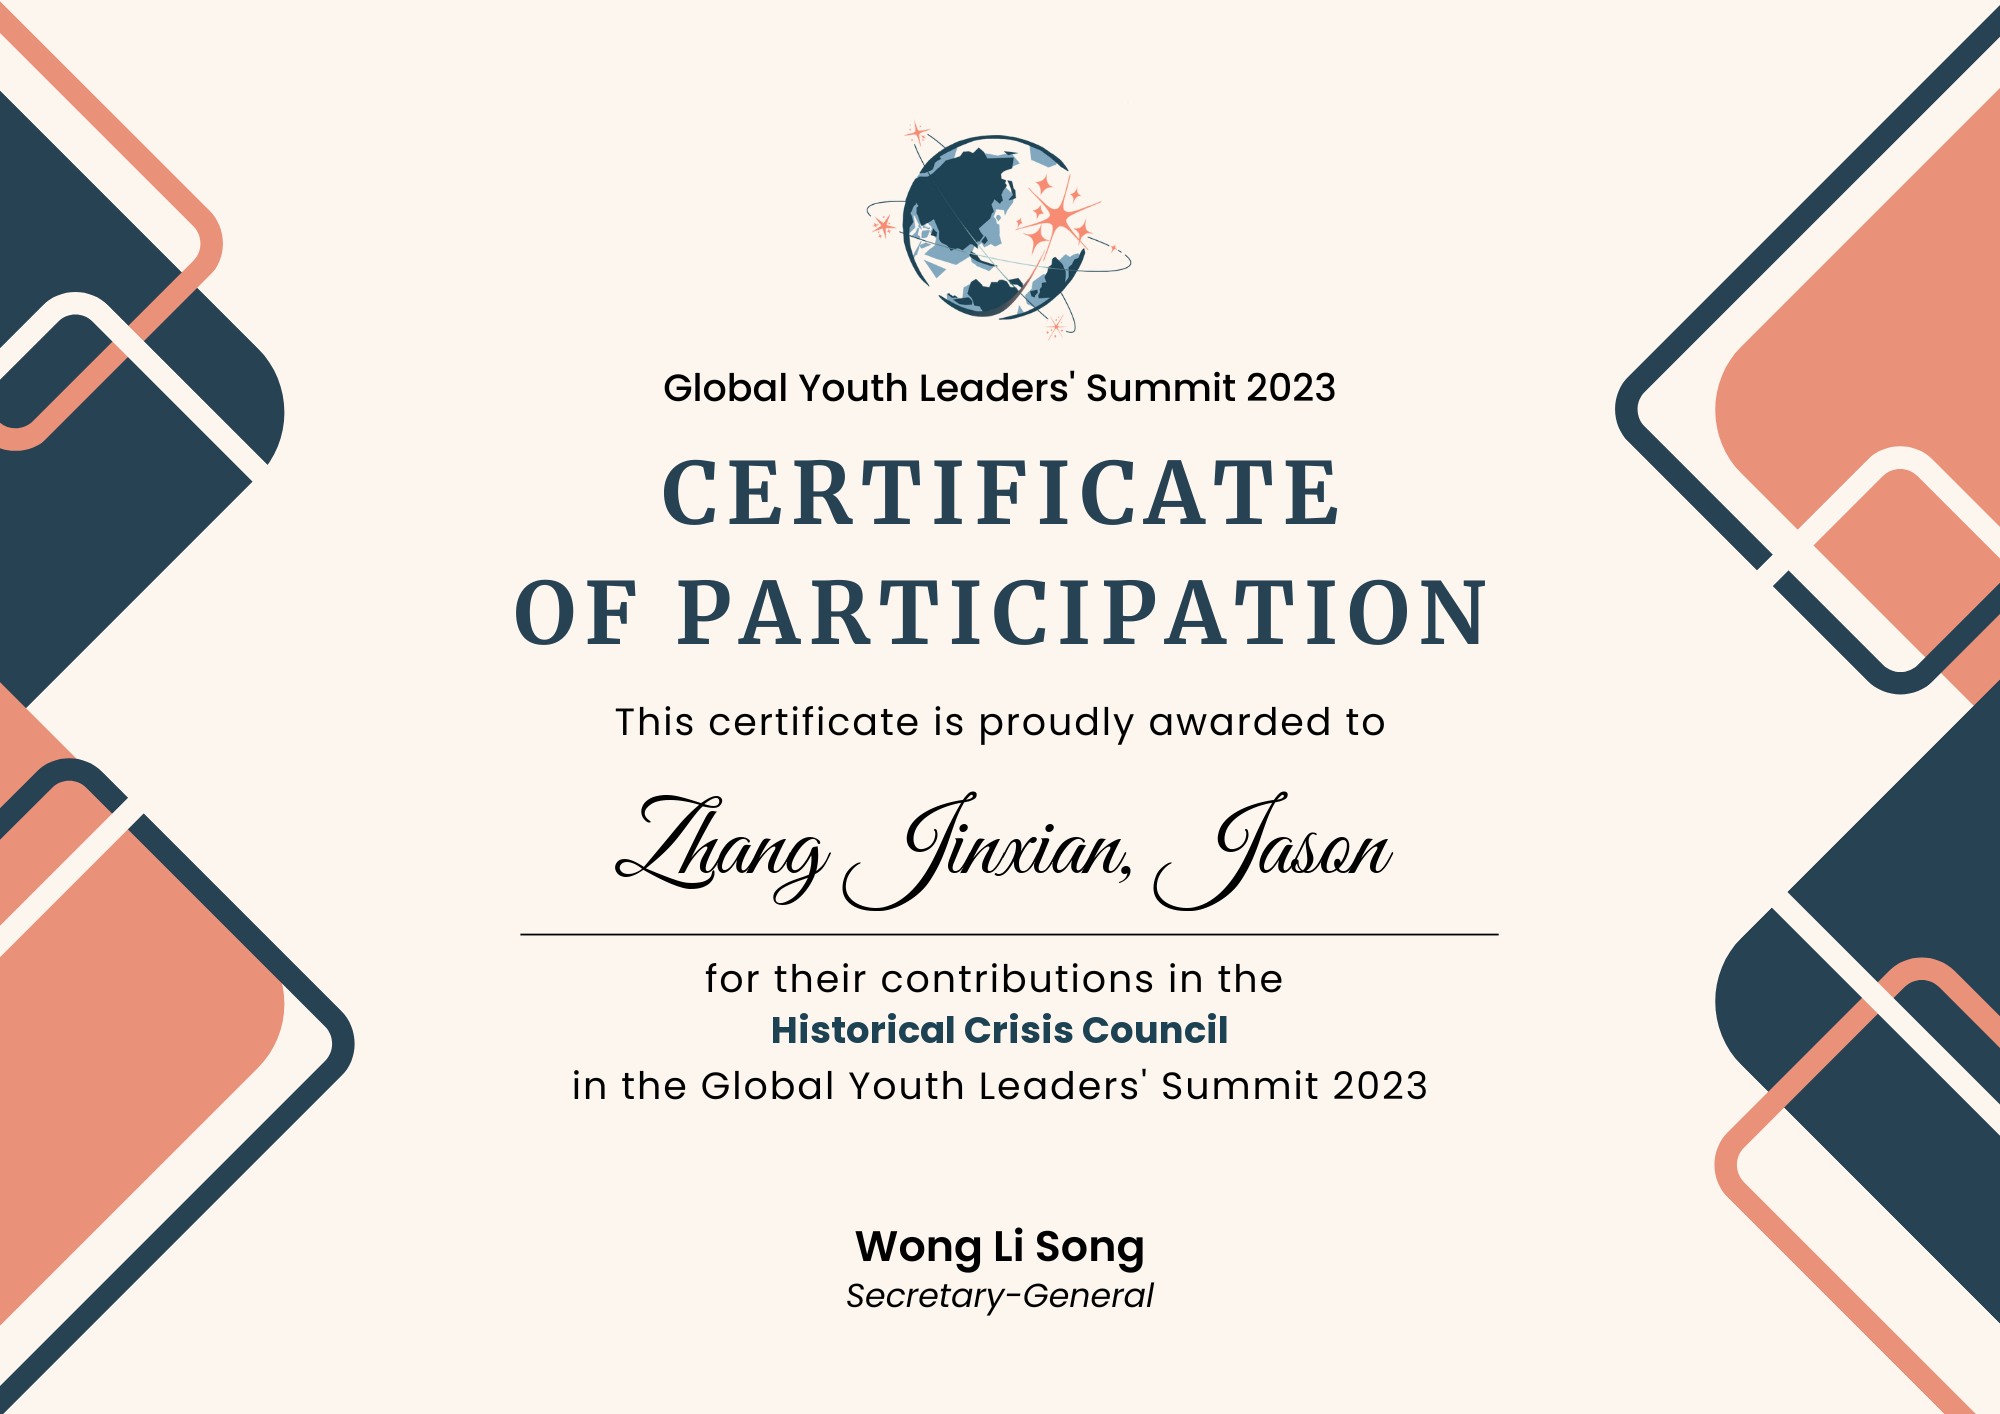 Global Youth Leaders' Summit 2023
CERTIFICATE
OF PARTICIPATION
This certificate is proudly awarded to
Zhang Jinxian, Jason
for their contributions in the
Historical Crisis Council
in the Global Youth Leaders' Summit 2023
Wong Li Song
Secretary-General